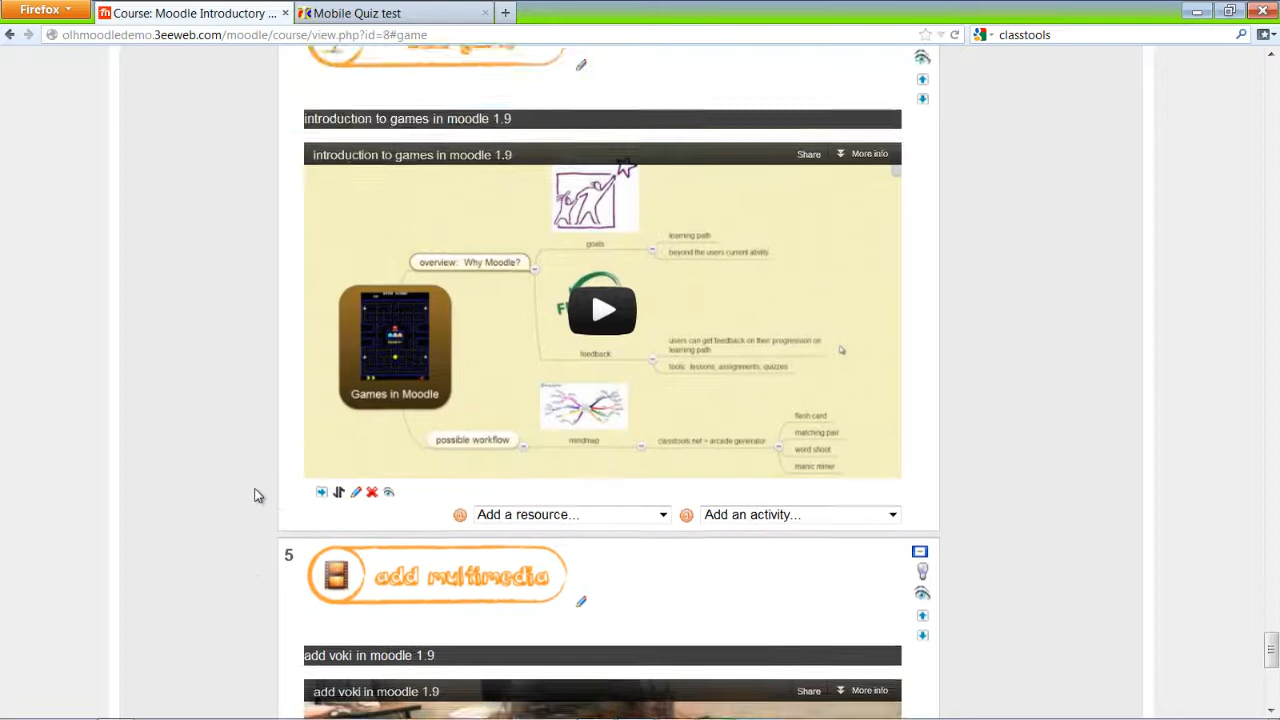 Firefox
Course: Moodle Introductory ...
Mobile Quiz test
olhmoodledemo.3eeweb.com/moodle/course/view.php?id=8#game
classtools
introduction to games in moodle 1.9
introduction to games in moodle 1.9
Share
More info
goals
learning path
beyond the users current ability
overview: Why Moodle?
Games in Moodle
feedback
users can get feedback on their progression on
learning path
tools: lessons, assignments, quizzes
possible workflow
mindmap
classtools.net > arcade generator
flash card
matching pair
word shoot
manic miner
Add a resource...
Add an activity...
5
add multimedia
add voki in moodle 1.9
add voki in moodle 1.9
Share
More info